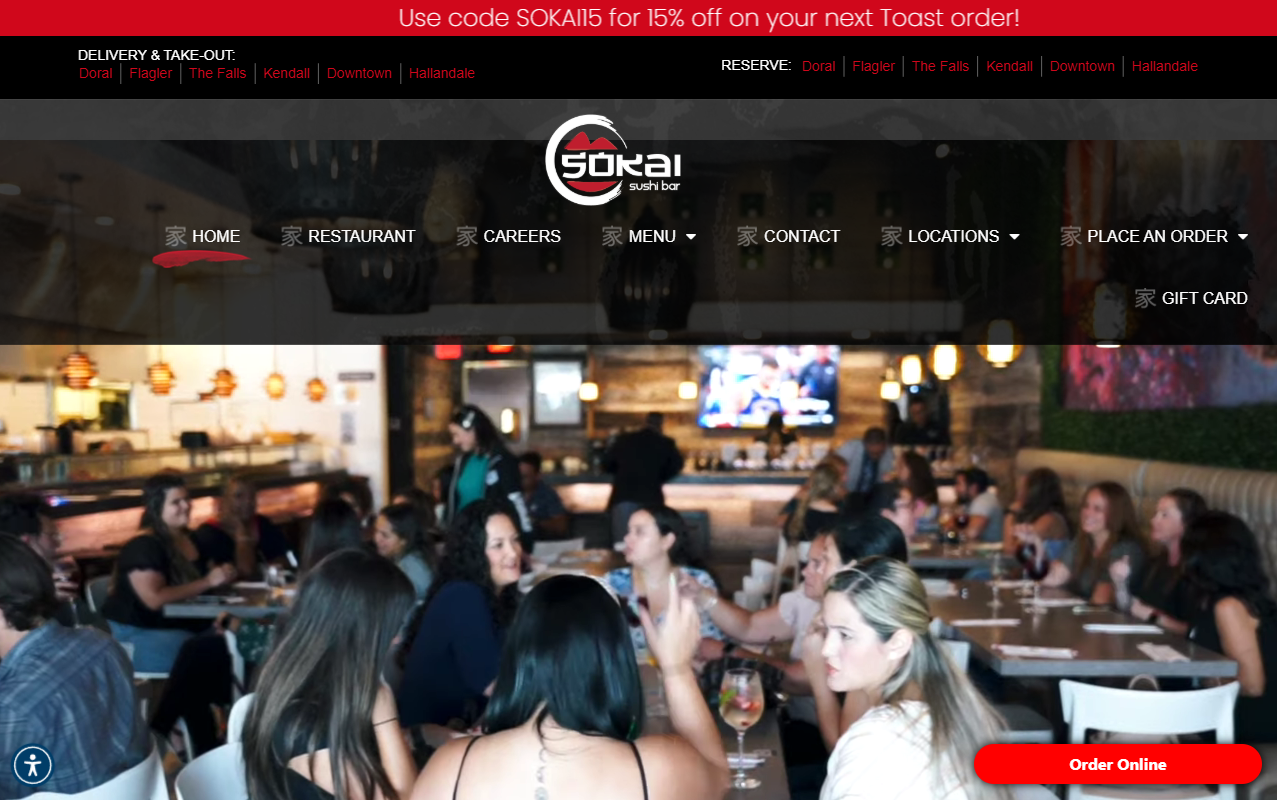 Use code SOKAI15 for 15% off on your next Toast order!
DELIVERY & TAKE-OUT:
Doral | Flagler | The Falls | Kendall | Downtown | Hallandale
RESERVE: Doral | Flagler | The Falls | Kendall | Downtown | Hallandale
SOKAI
sushi bar
家 HOME 家 RESTAURANT 家 CAREERS 家 MENU 家 CONTACT 家 LOCATIONS 家 PLACE AN ORDER
家 GIFT CARD
Order Online